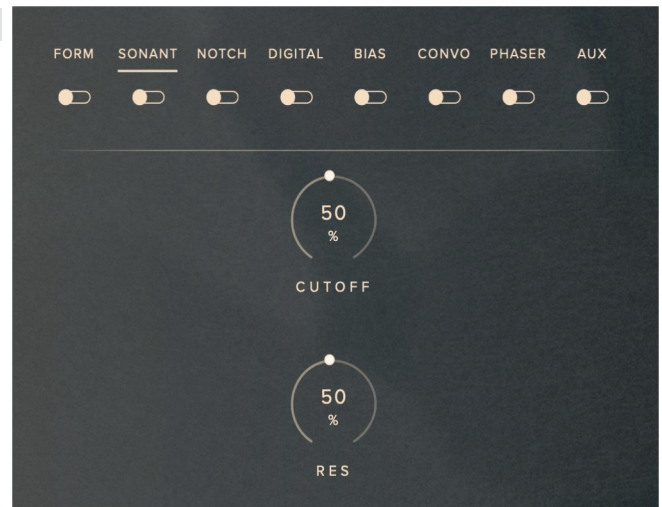 FORM SONANT NOTCH DIGITAL BIAS CONVO PHASER AUX
50
%
CUTOFF
50
%
RES